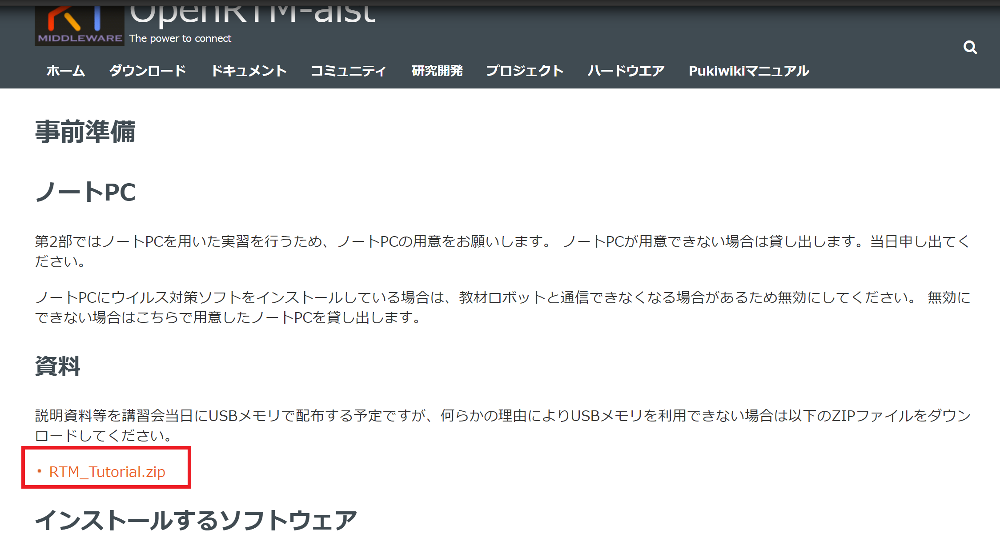 OpenRTM-aist
MIDDLEWARE
The power to connect
ホーム ダウンロード ドキュメント コミュニティ 研究開発 プロジェクト ハードウエア Pukiwikiマニュアル
事前準備
ノートPC
第2部ではノートPCを用いた実習を行うため、ノートPCの用意をお願いします。 ノートPCが用意できない場合は貸し出します。当日申し出てく
ださい。
ノートPCにウイルス対策ソフトをインストールしている場合は、教材ロボットと通信できなくなる場合があるため無効にしてください。 無効に
できない場合はこちらで用意したノートPCを貸し出します。
資料
説明資料等を講習会当日にUSBメモリで配布する予定ですが、何らかの理由によりUSBメモリを利用できない場合は以下のZIPファイルをダウン
ロードしてください。
• RTM_Tutorial.zip
インストールするソフトウェア